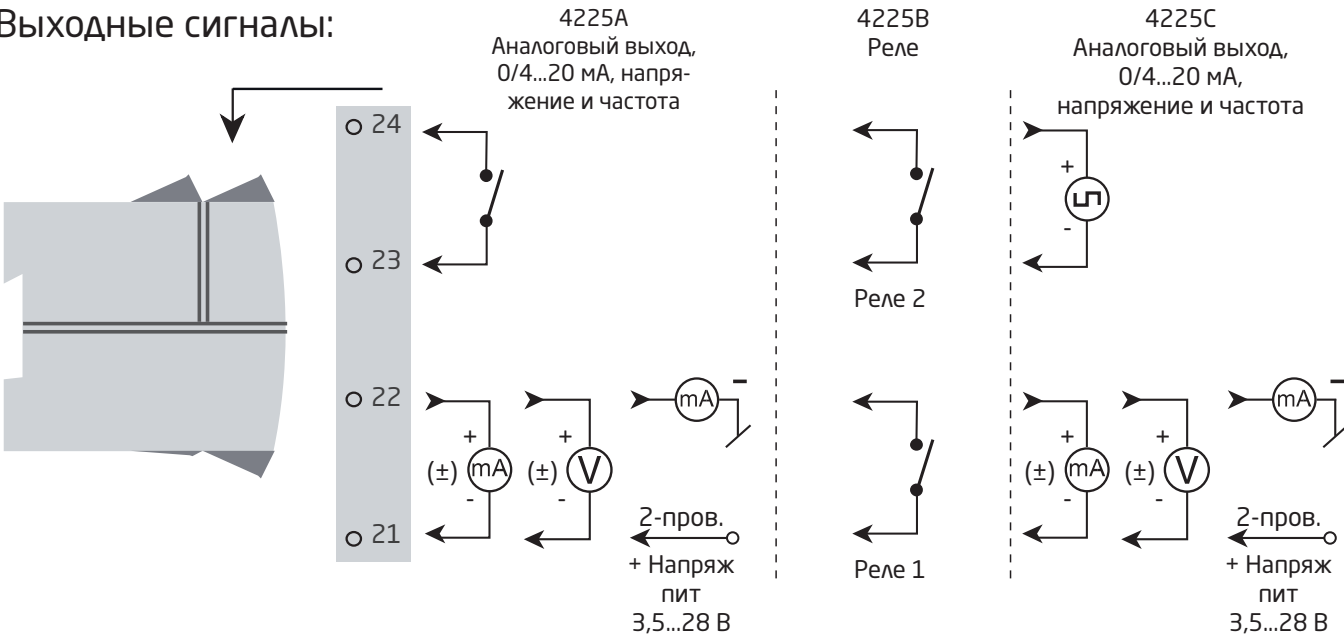 Выходные сигналы:
4225A
Аналоговый выход,
0/4...20 мА, напря-
жение и частота
4225B
Реле
4225C
Аналоговый выход,
0/4...20 мА,
напряжение и частота
24
23
22
21
+
-
Реле 2
-
+
(±) mA
-
+
(±) V
-
mA
2-пров.
+ Напряж
пит
3,5...28 В
Реле 1
-
+
(±) mA
-
+
(±) V
-
mA
2-пров.
+ Напряж
пит
3,5...28 В